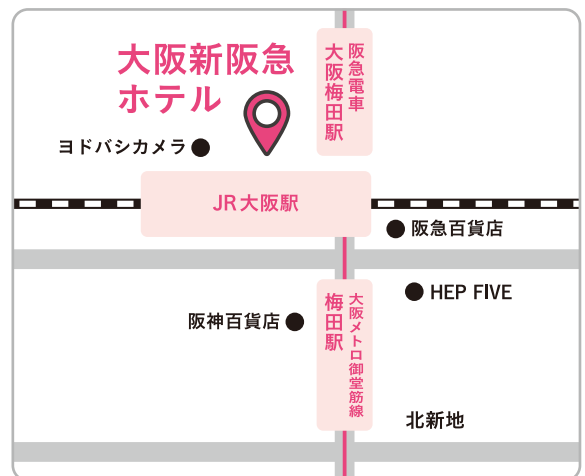 大阪新阪急
ホテル
阪急電車
大阪梅田駅
ヨドバシカメラ
JR大阪駅
阪急百貨店
HEP FIVE
阪神百貨店
大阪メトロ御堂筋線
梅田駅
北新地